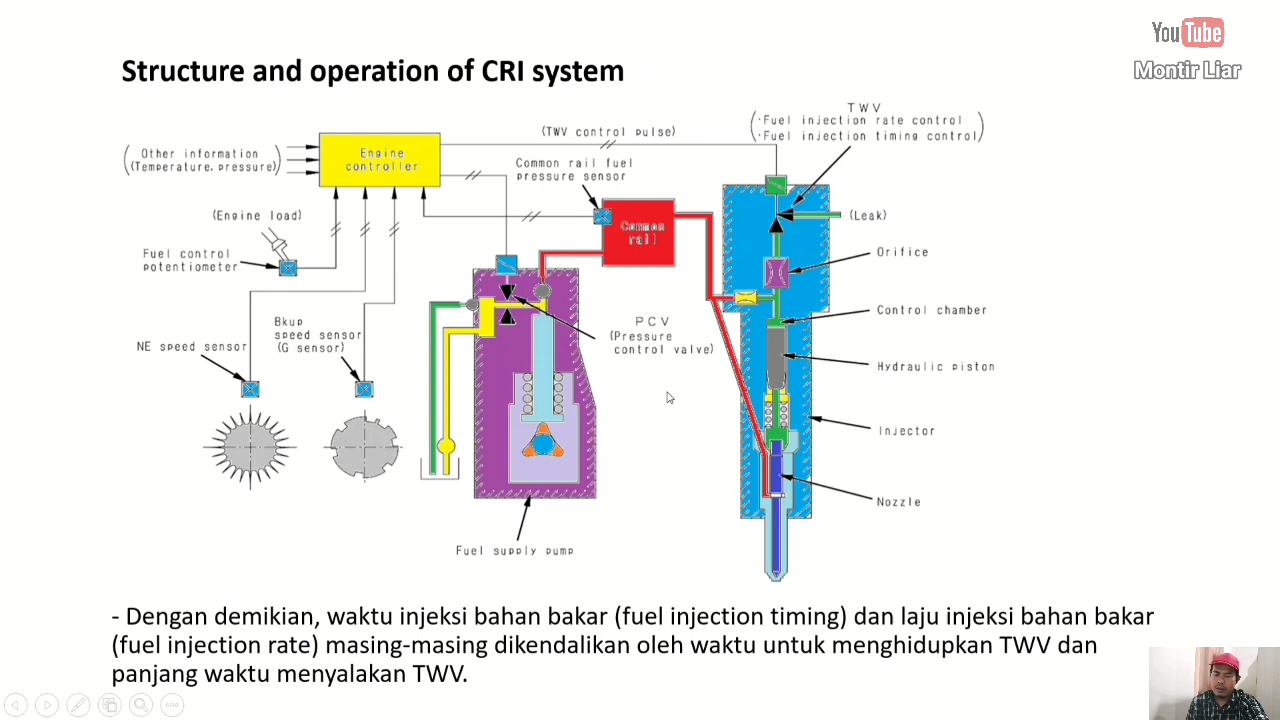 YouTube
Montir Liar
Structure and operation of CRI system
TWV
(・Fuel injection rate control
・Fuel injection timing control)
(TWV control pulse)
Other information
(Temperature, pressure)
Engine
controller
Common rail fuel
pressure sensor
(Engine load)
Common
rail
(Leak)
Fuel control
potentiometer
Orifice
Control chamber
PCV
(Pressure
control valve)
Bkup
speed sensor
(G sensor)
NE speed sensor
Hydraulic piston
Injector
Nozzle
Fuel supply pump
- Dengan demikian, waktu injeksi bahan bakar (fuel injection timing) dan laju injeksi bahan bakar
(fuel injection rate) masing-masing dikendalikan oleh waktu untuk menghidupkan TWV dan
panjang waktu menyalakan TWV.